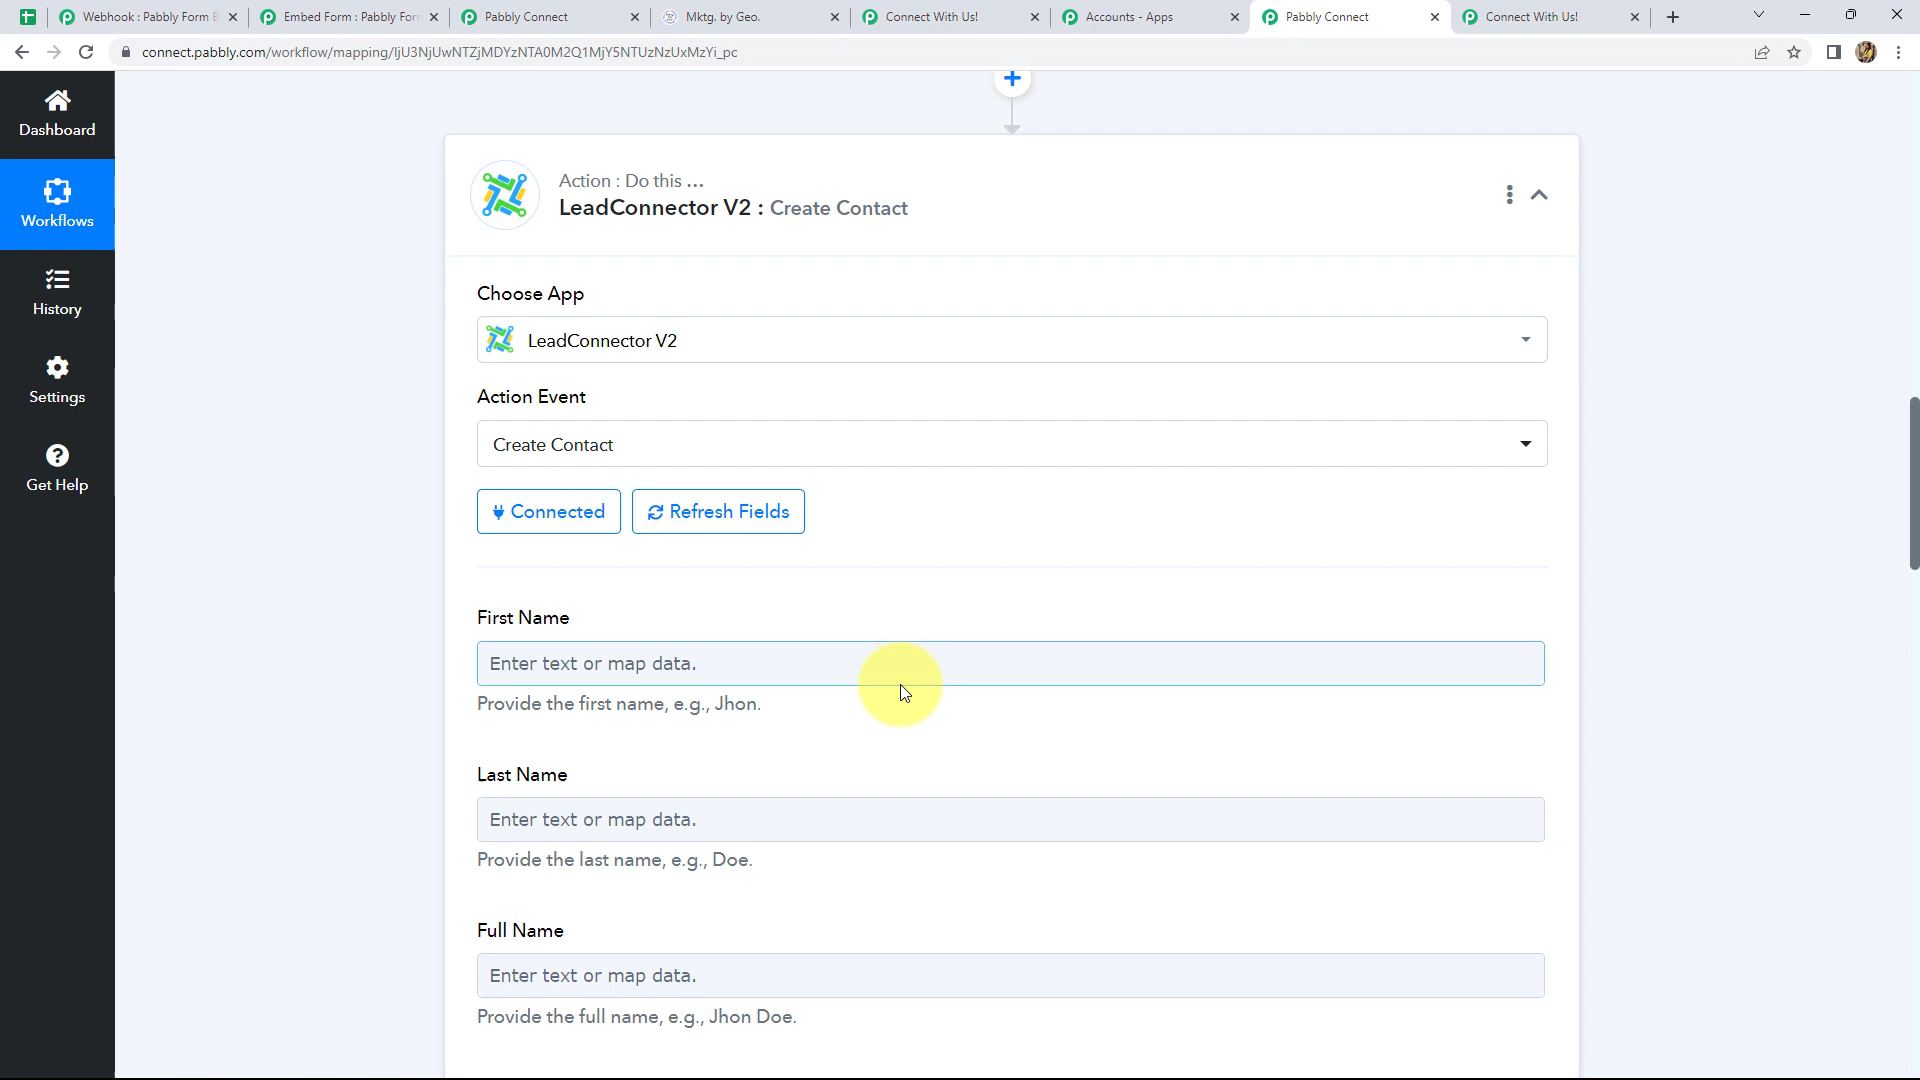 Webhook : Pabbly Form B
Embed Form : Pabbly For
Pabbly Connect
Mktg. by Geo.
Connect With Us!
Accounts - Apps
Pabbly Connect
Connect With Us!
connect.pabbly.com/workflow/mapping/IjU3NjUwNTZjMDYzNTA0M2Q1MjY5NTUzNzUxMzYi_pc
Dashboard
Workflows
History
Settings
Get Help
Action : Do this ...
LeadConnector V2 : Create Contact
Choose App
LeadConnector V2
Action Event
Create Contact
Connected
Refresh Fields
First Name
Enter text or map data.
Provide the first name, e.g., Jhon.
Last Name
Enter text or map data.
Provide the last name, e.g., Doe.
Full Name
Enter text or map data.
Provide the full name, e.g., Jhon Doe.